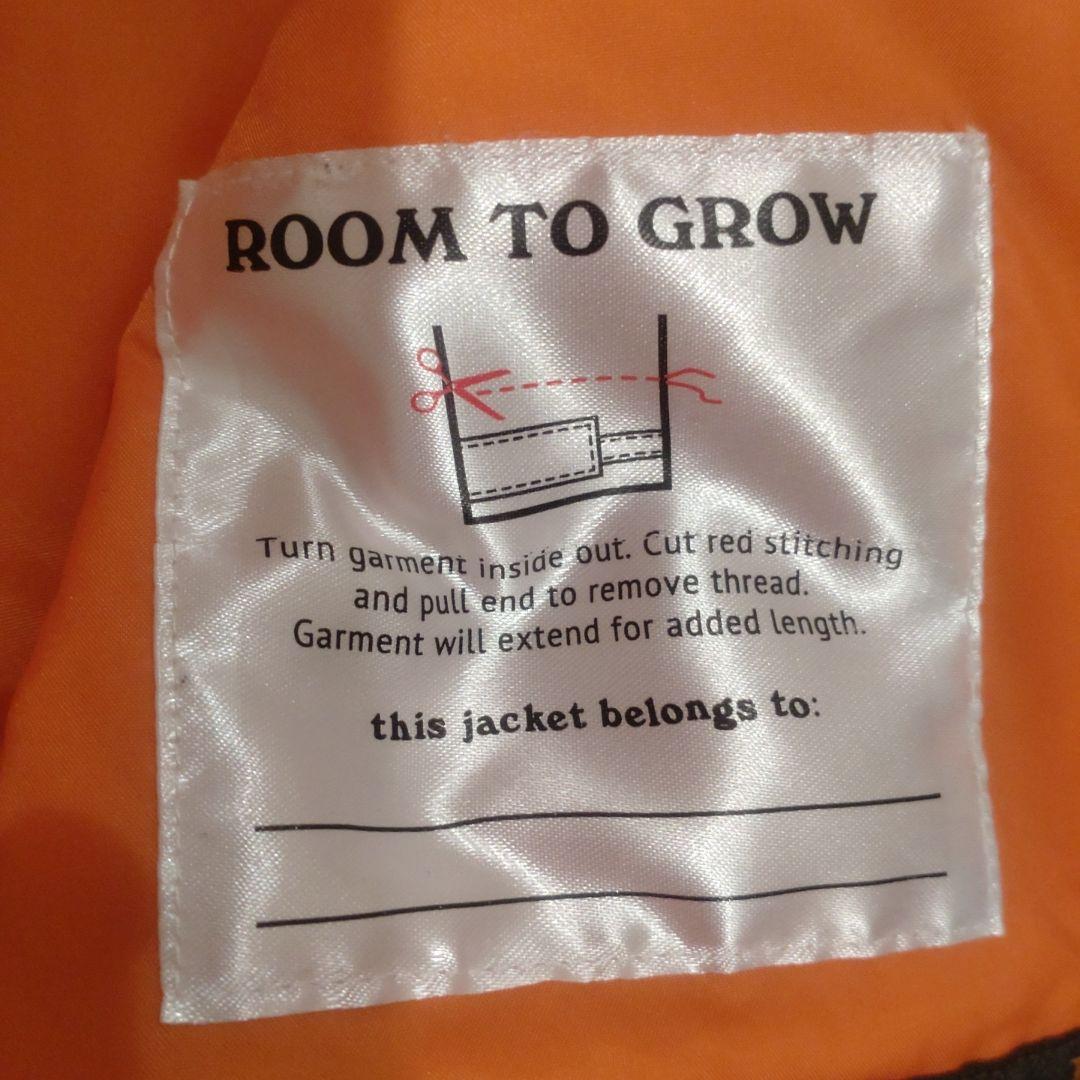 ROOM TO GROW
Turn garment inside out. Cut red stitching
and pull end to remove thread.
Garment will extend for added length.
this jacket belongs to: